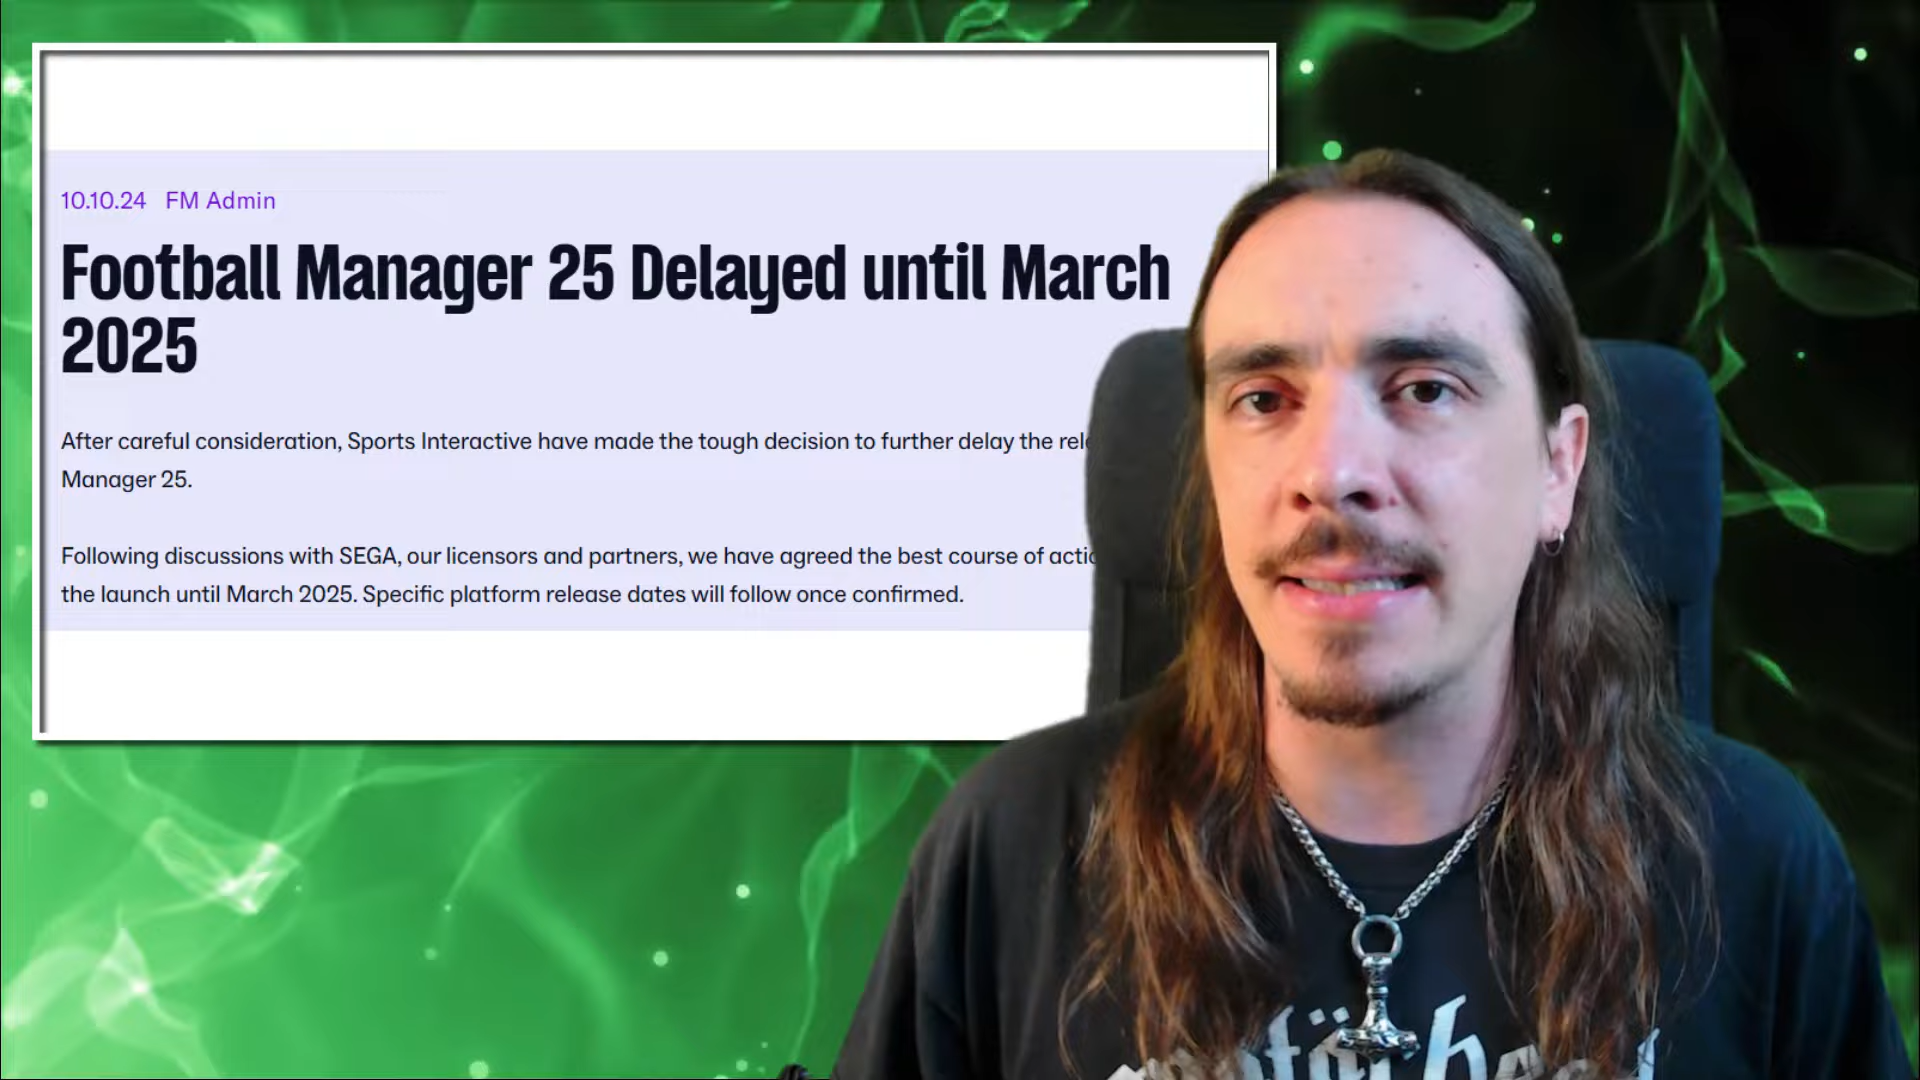 10.10.24 FM Admin
Football Manager 25 Delayed until March
2025
After careful consideration, Sports Interactive have made the tough decision to further delay the
Manager 25.
Following discussions with SEGA, our licensors and partners, we have agreed the best course of
the launch until March 2025. Specific platform release dates will follow once confirmed.